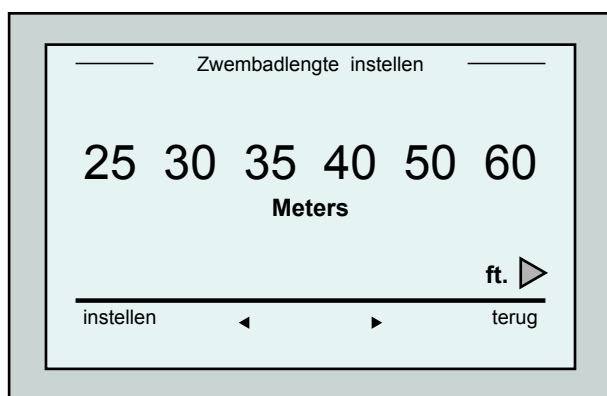 Zwembadlengte instellen
25 30 35 40 50 60
Meters
ft.
instellen terug